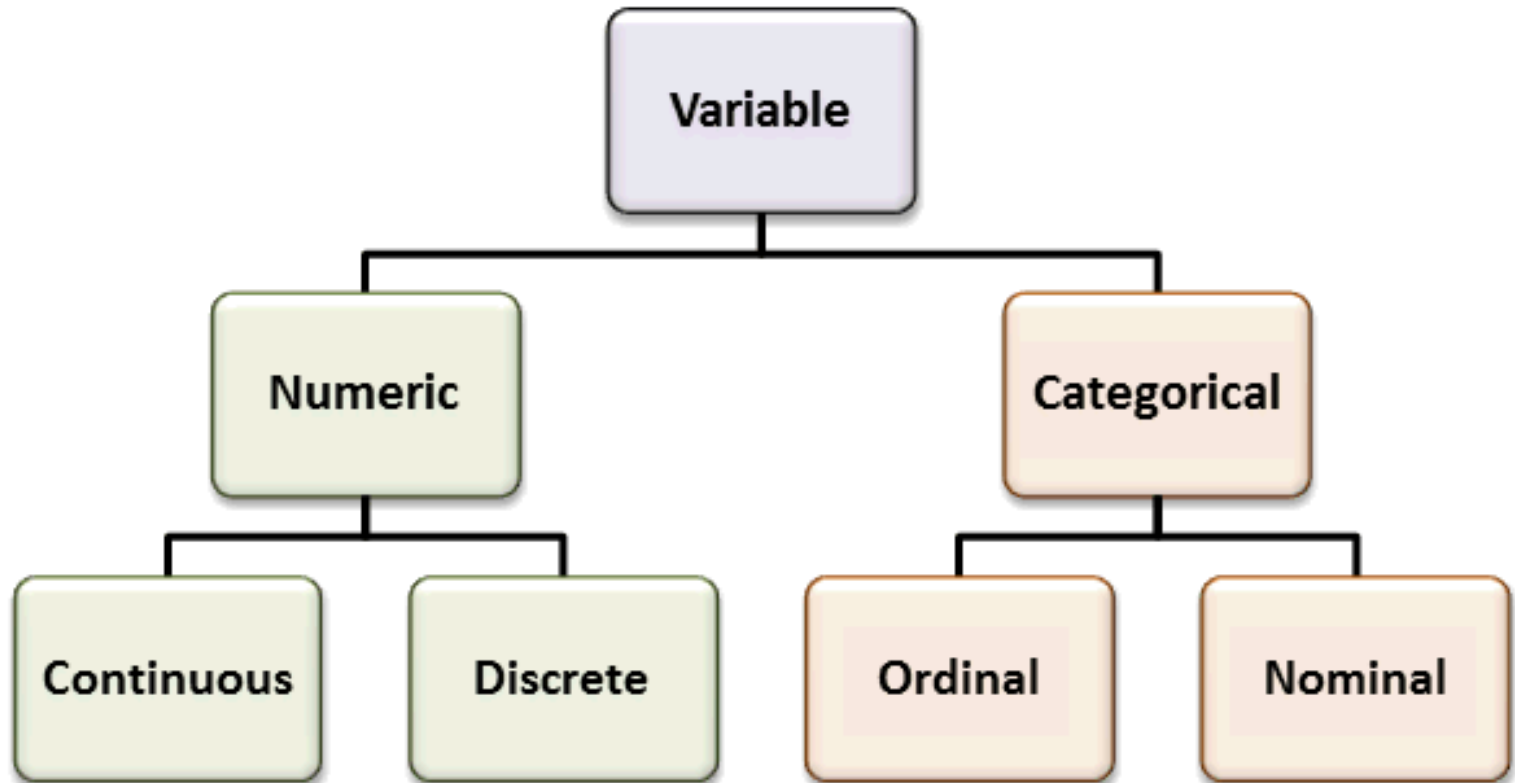 Variable
Numeric
Categorical
Continuous
Discrete
Ordinal
Nominal